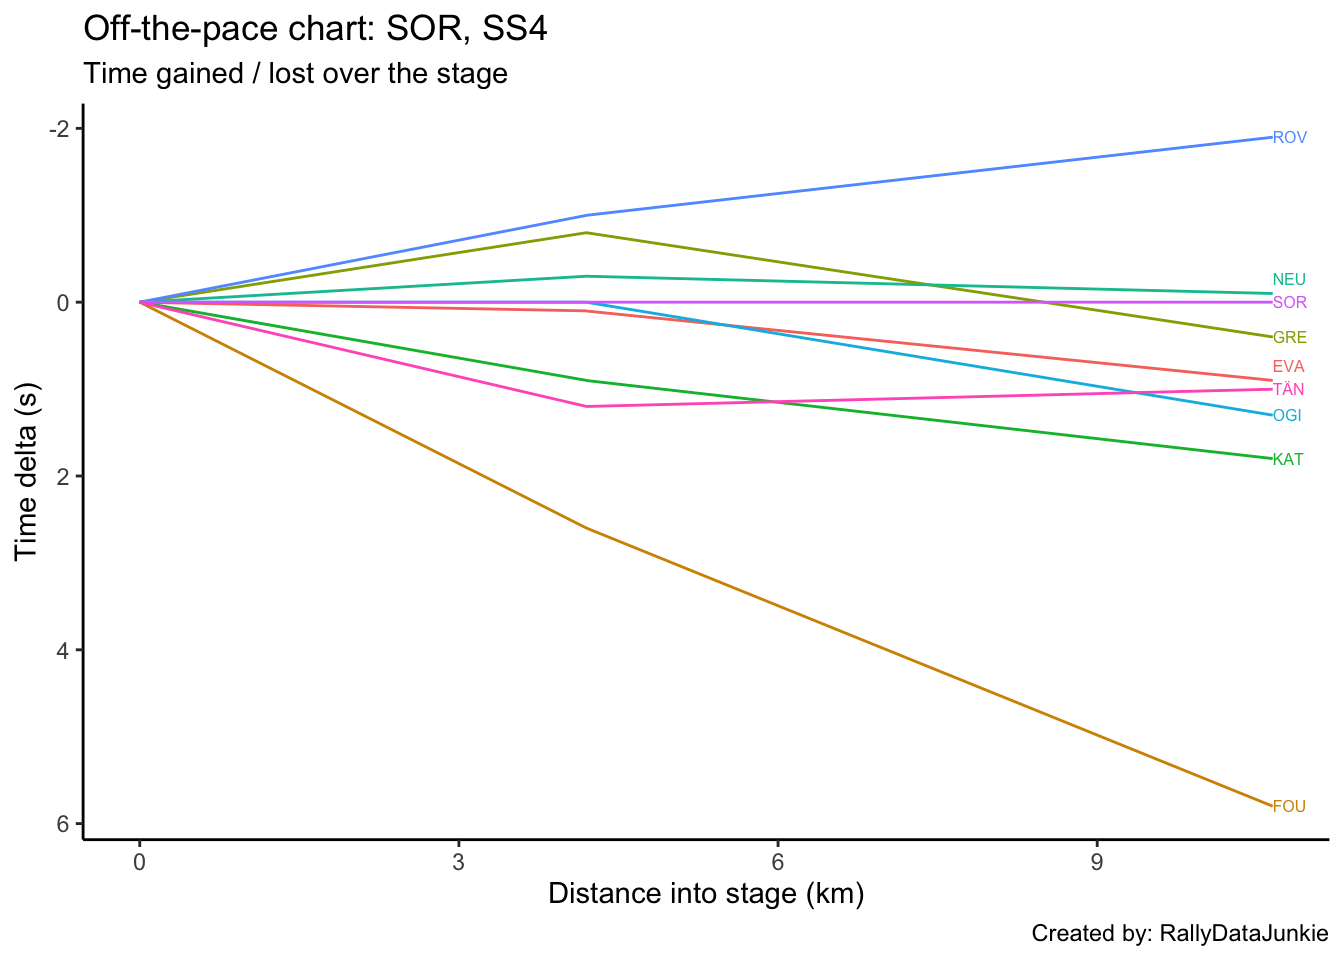 Off-the-pace chart: SOR, SS4
Time gained / lost over the stage
-2
0
2
4
6
Time delta (s)
ROV
NEU
SOR
GRE
EVA
TÄN
OGI
KAT
FOU
0 3 6 9
Distance into stage (km)
Created by: RallyDataJunkie